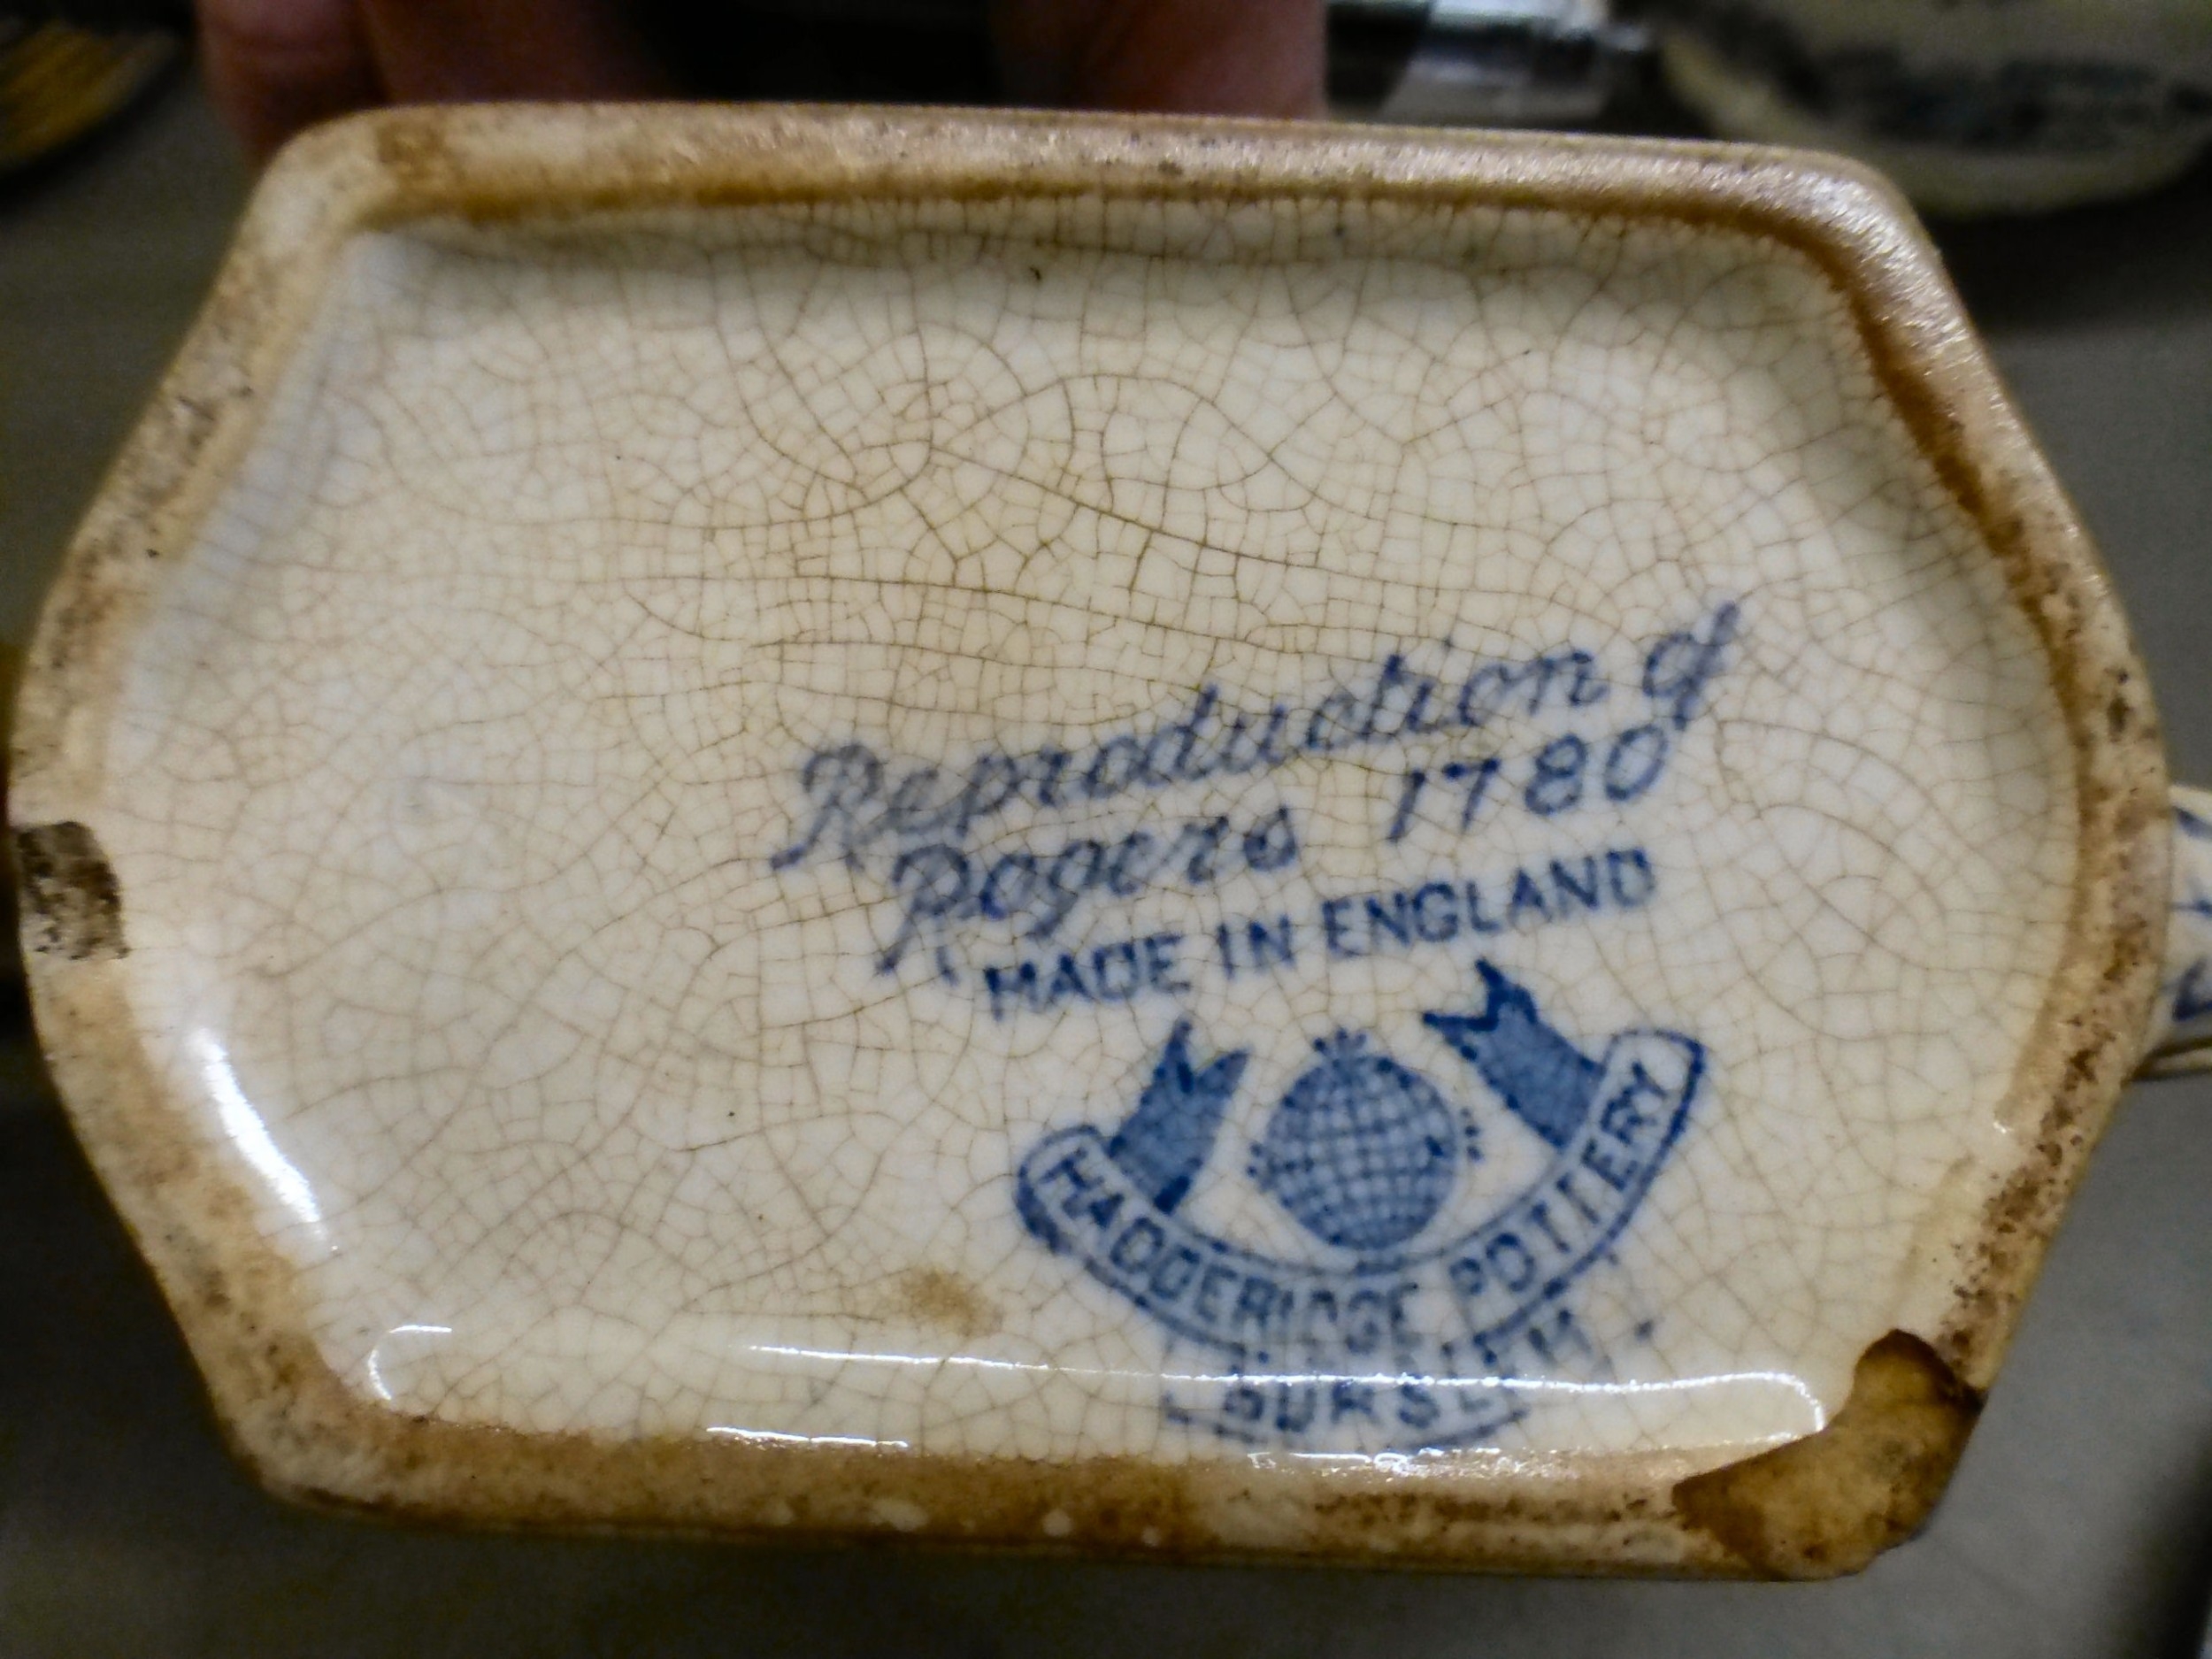 Reproduction of
Rogers 1780
MADE IN ENGLAND
HADDERIDGE POTTERY
BURSLEM